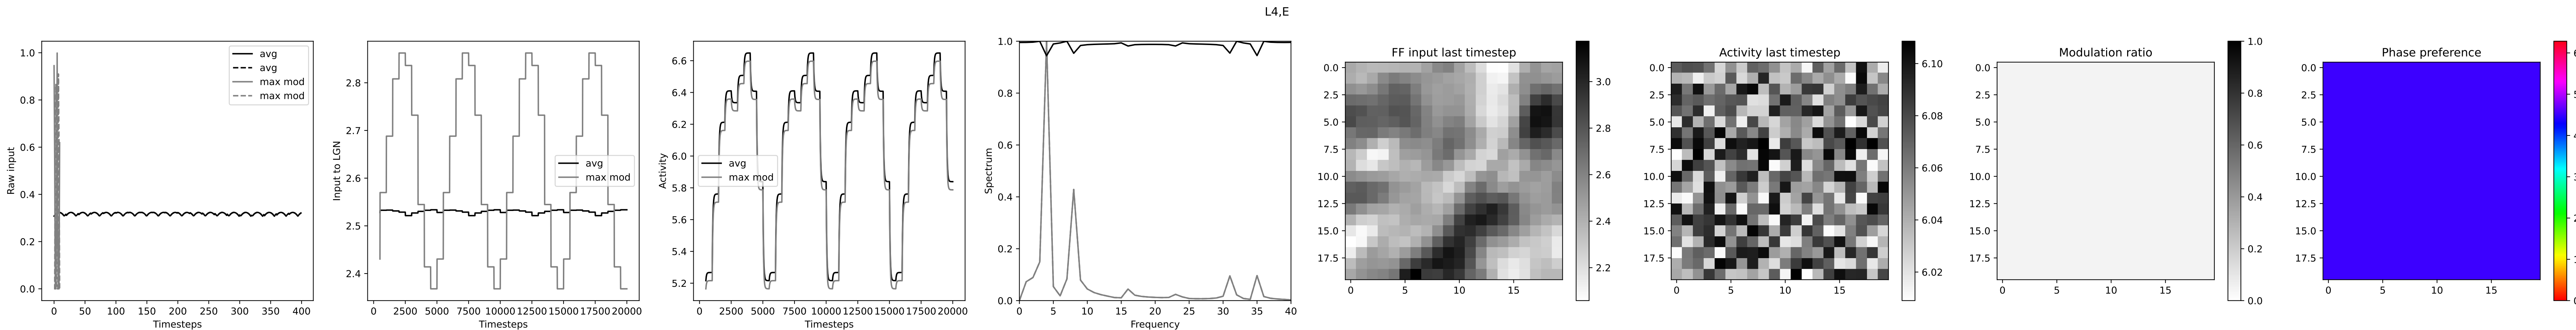 L4,E
Raw input
1.0
0.8
0.6
0.4
0.2
0.0
avg
avg
max mod
max mod
0 50 100 150 200 250 300 350 400
Timesteps
Input to LGN
2.8
2.7
2.6
2.5
2.4
avg
max mod
0 2500 5000 7500 10000 12500 15000 17500 20000
Timesteps
Activity
6.6
6.4
6.2
6.0
5.8
5.6
5.4
5.2
avg
max mod
0 2500 5000 7500 10000 12500 15000 17500 20000
Timesteps
Spectrum
1.0
0.8
0.6
0.4
0.2
0.0
0 5 10 15 20 25 30 35 40
Frequency
FF input last timestep
0.0
2.5
5.0
7.5
10.0
12.5
15.0
17.5
0 5 10 15
3.0
2.8
2.6
2.4
2.2
Activity last timestep
0.0
2.5
5.0
7.5
10.0
12.5
15.0
17.5
0 5 10 15
6.10
6.08
6.06
6.04
6.02
Modulation ratio
0.0
2.5
5.0
7.5
10.0
12.5
15.0
17.5
0 5 10 15
1.0
0.8
0.6
0.4
0.2
0.0
Phase preference
0.0
2.5
5.0
7.5
10.0
12.5
15.0
17.5
0 5 10 15